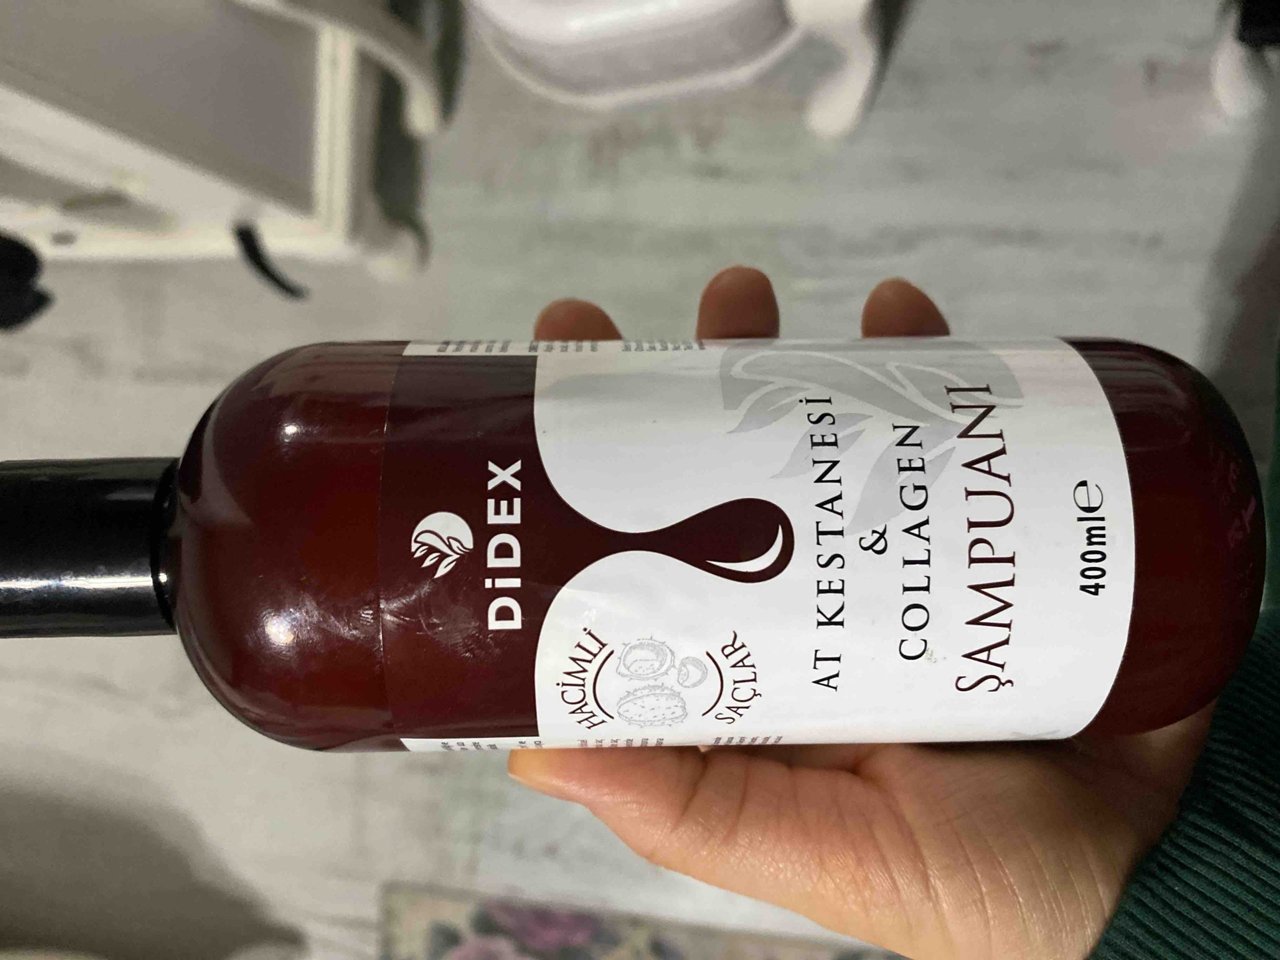 DiDEX
HACİMLİ
SAÇLAR
AT KESTANESİ
&
COLLAGEN
ŞAMPUANI
400ml℮